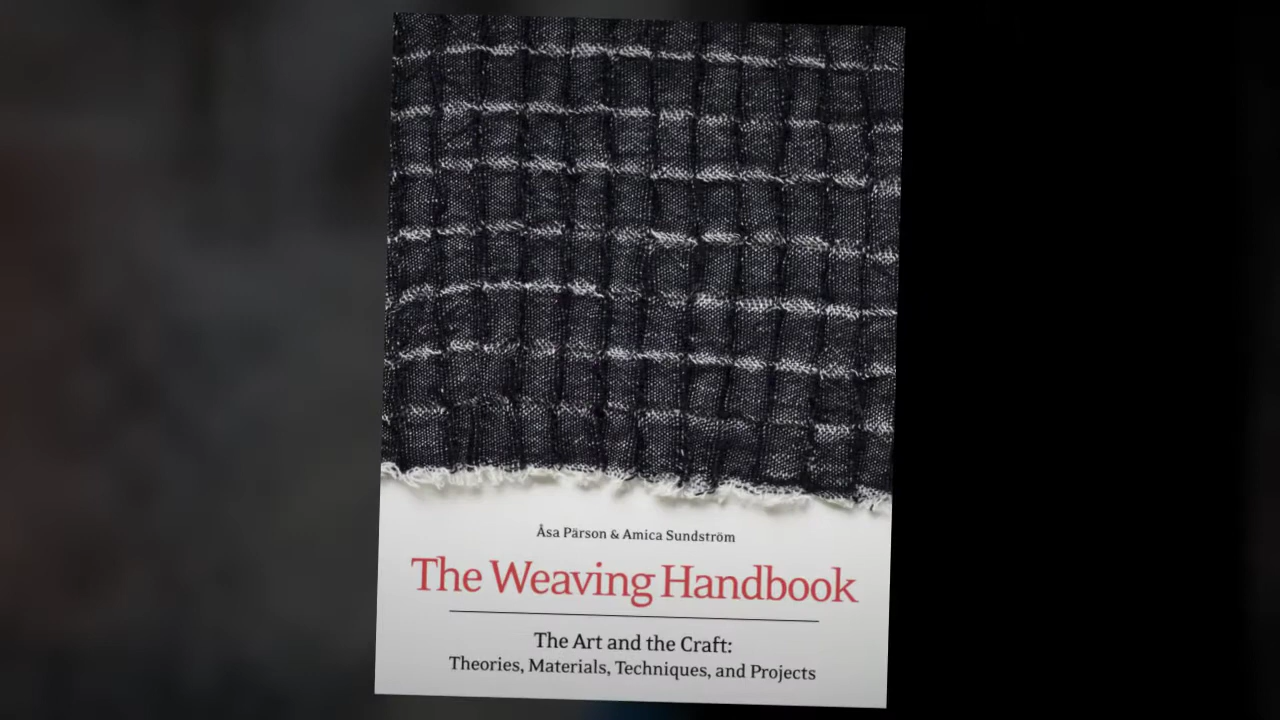 Åsa Pärson & Amica Sundström
The Weaving Handbook
The Art and the Craft:
Theories, Materials, Techniques, and Projects